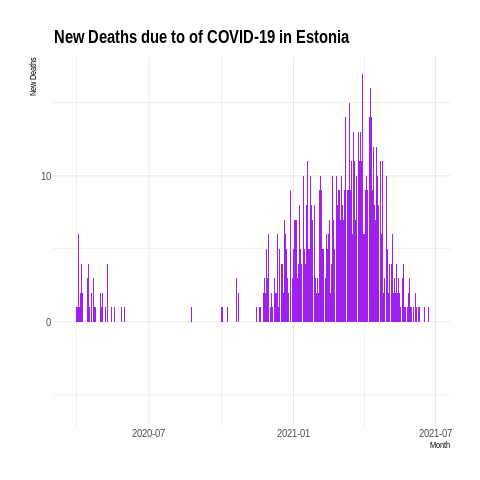 New Deaths due to of COVID-19 in Estonia
New Deaths
10
0
2020-07
2021-01
2021-07
Month